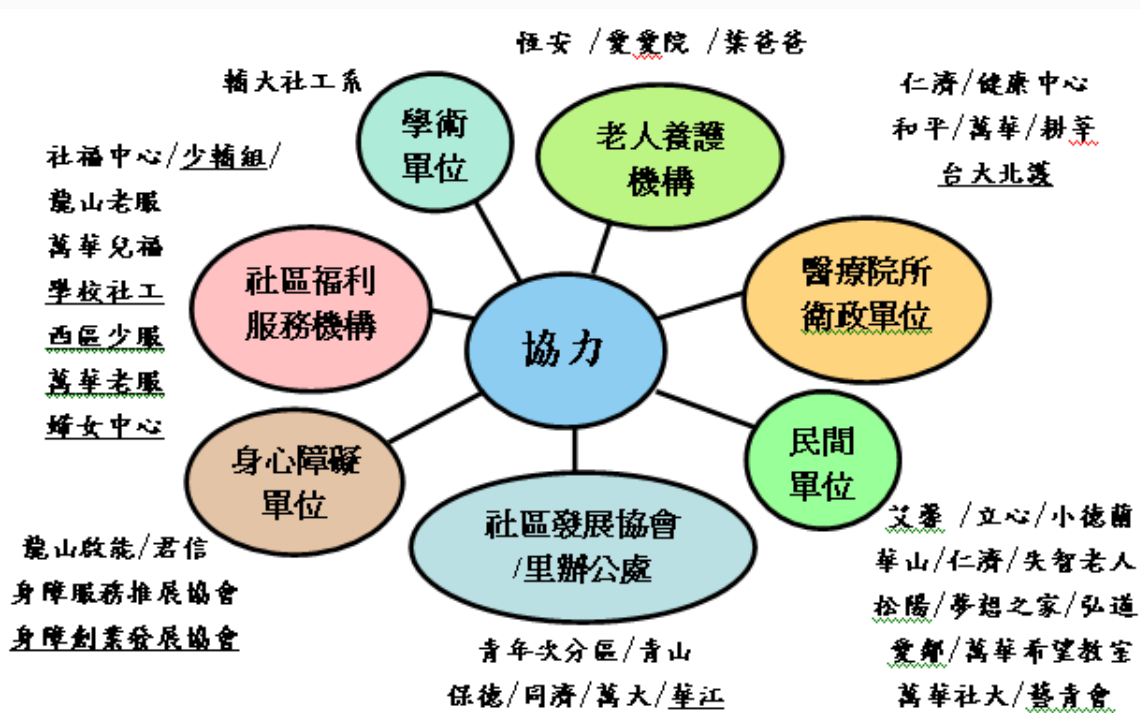 恆安 /愛愛院 /葉爸爸
輔大社工系
學術
單位
老人養護
機構
仁濟/健康中心
和平/萬華/耕莘
台大北護
社福中心/少輔組/
龍山老服
萬華兒福
學校社工
西區少服
萬華老服
婦女中心
社區福利
服務機構
醫療院所
衛政單位
協力
身心障礙
單位
民間
單位
社區發展協會
/里辦公處
龍山啟能/君信
身障服務推展協會
身障創業發展協會
青年次分區/青山
保德/同濟/萬大/華江
艾馨 /立心/小德蘭
華山/仁濟/失智老人
松陽/夢想之家/弘道
愛鄰/萬華希望教室
萬華社大/藝青會